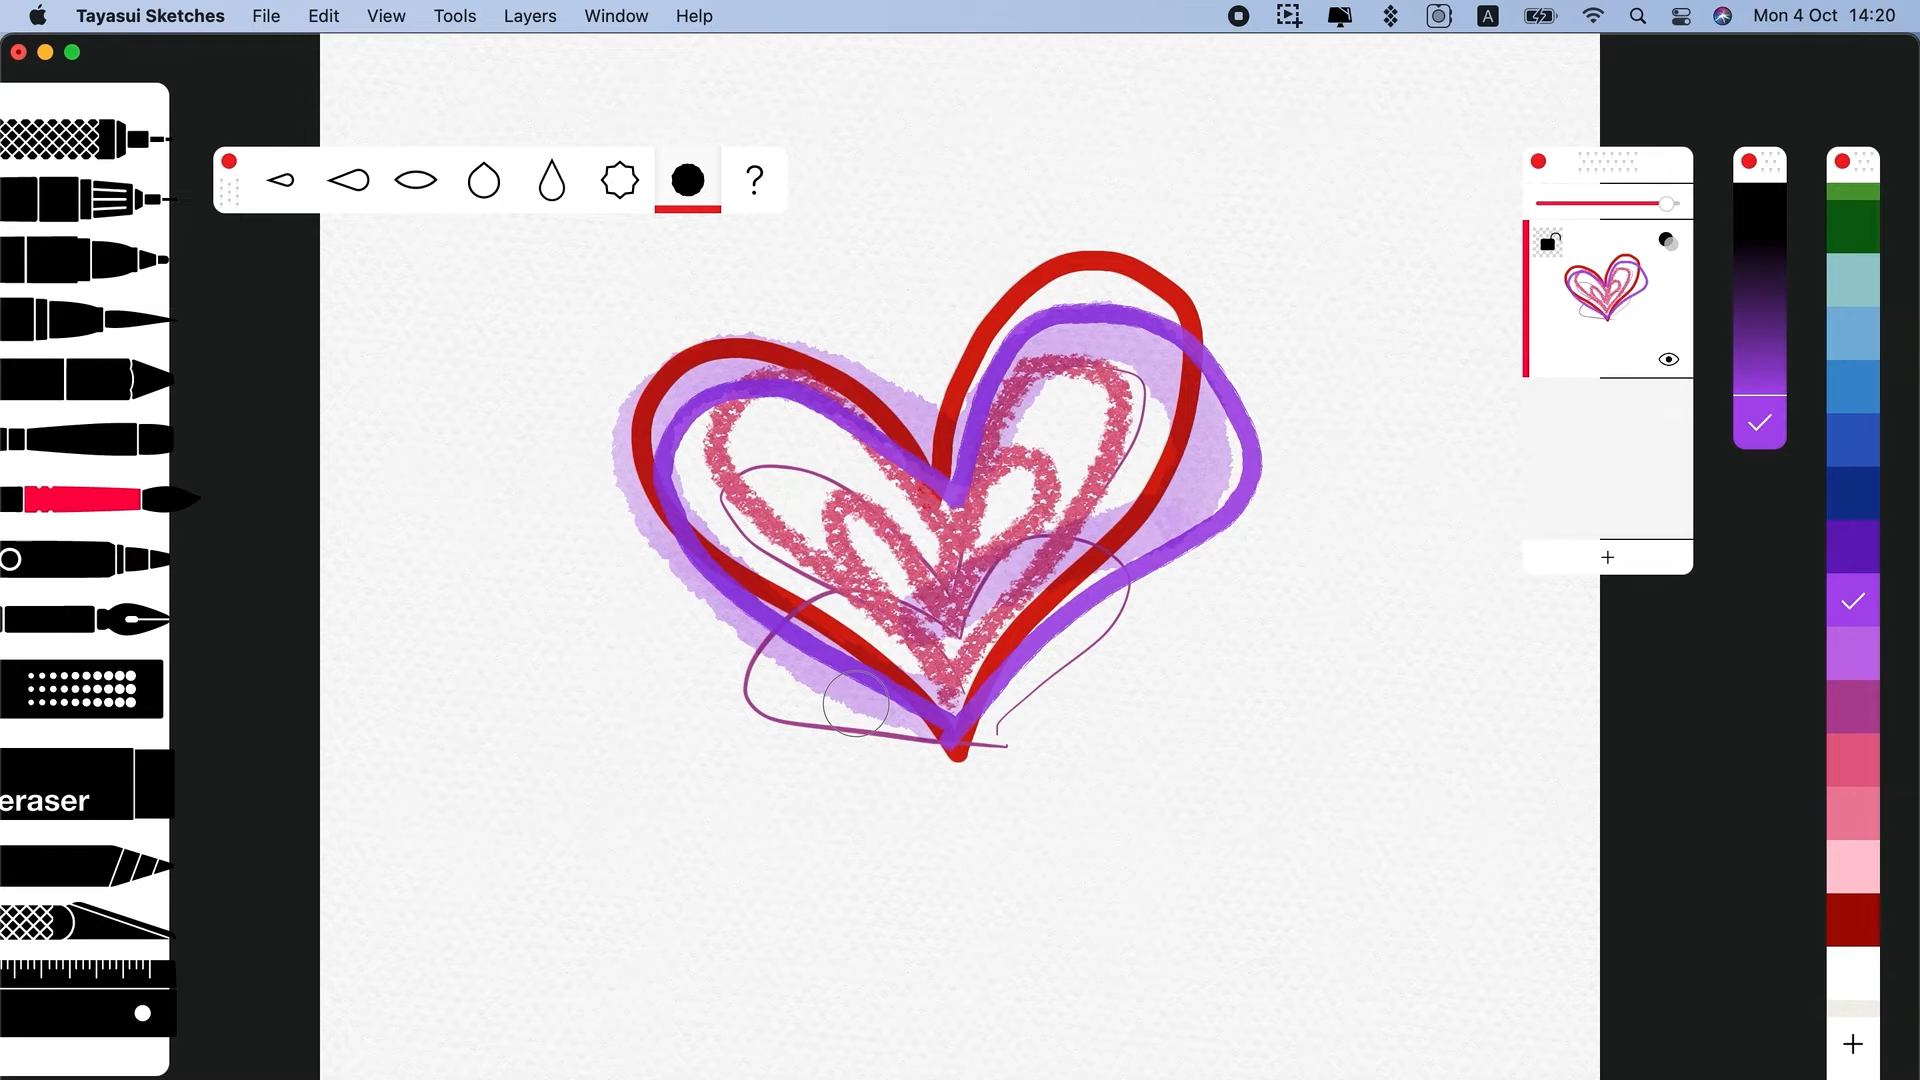 Tayasui Sketches File Edit View Tools Layers Window Help A Mon 4 Oct 14:20
?
+
eraser
+